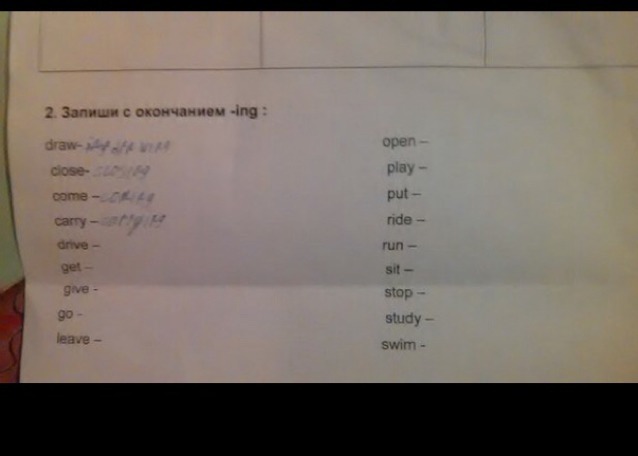 2. Запиши с окончанием -ing :
draw- drawing
close- closing
come – coming
carry – carrying
drive –
get –
give -
go -
leave –
open –
play –
put –
ride –
run –
sit –
stop –
study –
swim -